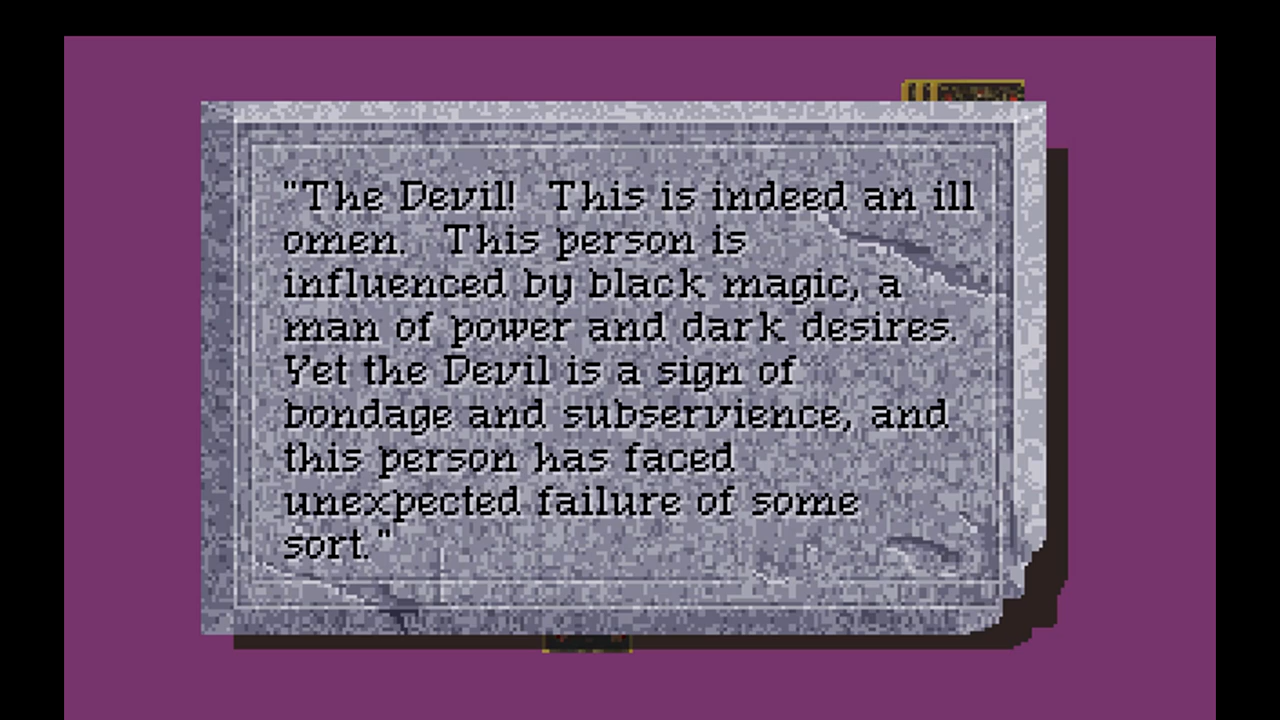 "The Devil!  This is indeed an ill
omen.  This person is
influenced by black magic, a
man of power and dark desires.
Yet the Devil is a sign of
bondage and subservience, and
this person has faced
unexpected failure of some
sort."